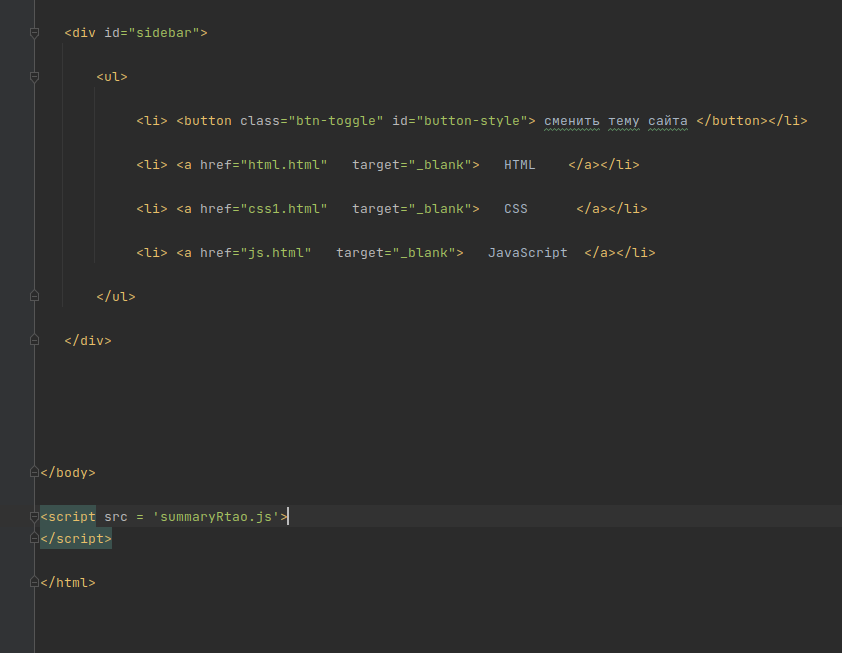 <div id="sidebar">
<ul>
<li> <button class="btn-toggle" id="button-style"> сменить тему сайта </button></li>
<li> <a href="html.html"   target="_blank">   HTML    </a></li>
<li> <a href="css1.html"   target="_blank">   CSS      </a></li>
<li> <a href="js.html"   target="_blank">   JavaScript  </a></li>
</ul>
</div>
</body>
<script src = 'summaryRtao.js'>
</script>
</html>